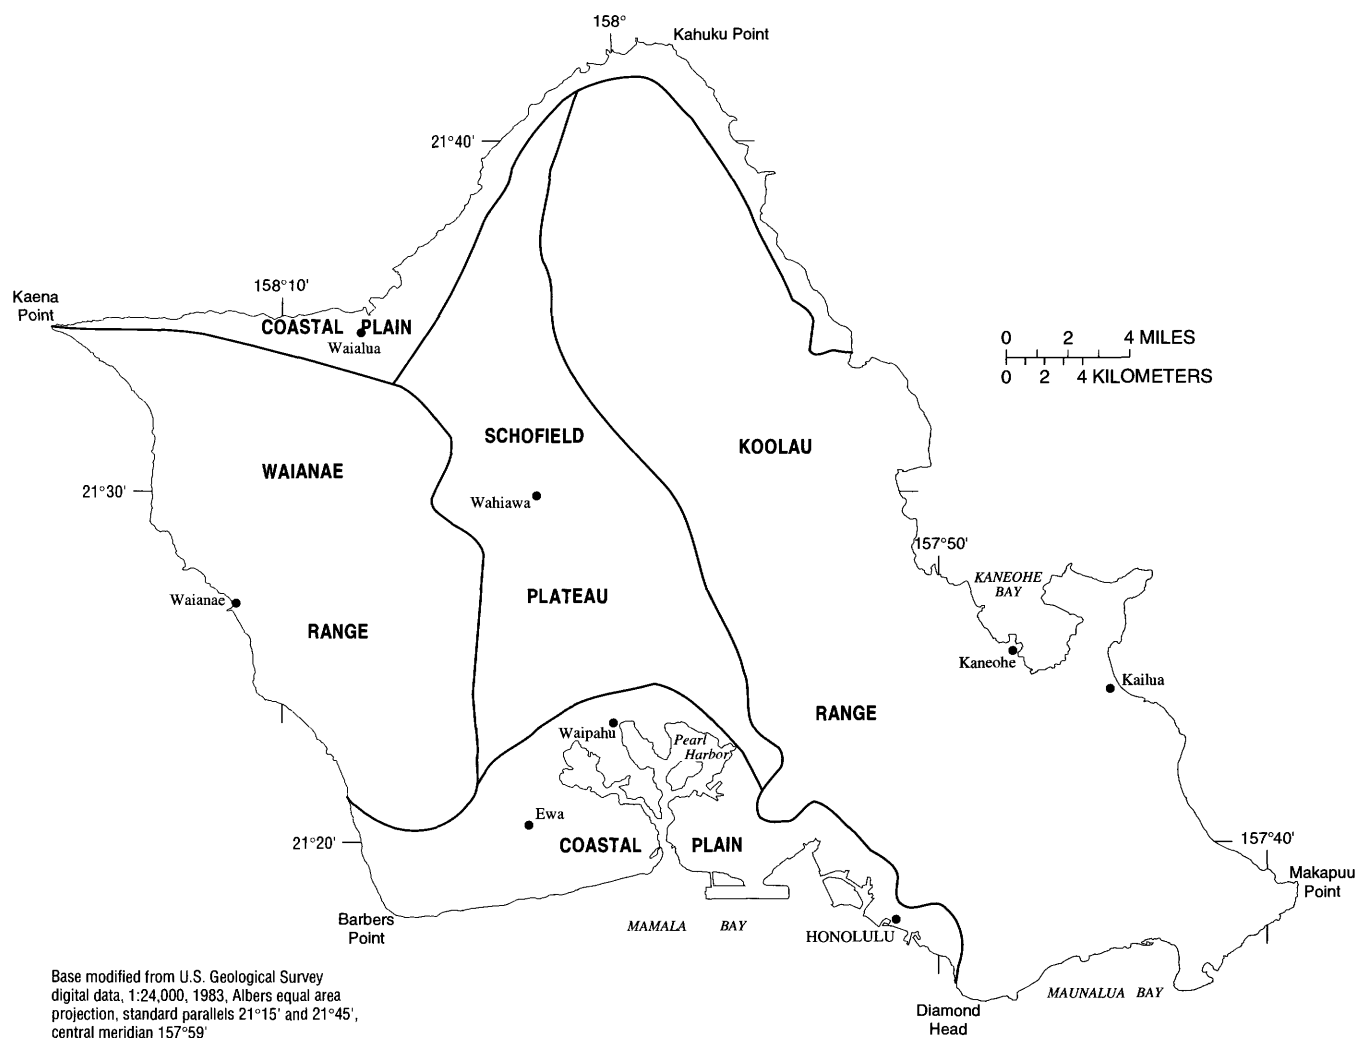 158°
Kahuku Point
21°40'
158°10'
Kaena
Point
COASTAL PLAIN
Waialua
0 2 4 MILES
0 2 4 KILOMETERS
SCHOFIELD
KOOLAU
WAIANAE
21°30'
Wahiawa
157°50'
KANEOHE
BAY
Waianae
PLATEAU
RANGE
Kaneohe
Kailua
RANGE
Waipahu
Pearl
Harbor
Ewa
21°20'
COASTAL PLAIN
157°40'
Makapuu
Point
Barbers
Point
MAMALA BAY
HONOLULU
MAUNALUA BAY
Diamond
Head
Base modified from U.S. Geological Survey
digital data, 1:24,000, 1983, Albers equal area
projection, standard parallels 21°15' and 21°45',
central meridian 157°59'